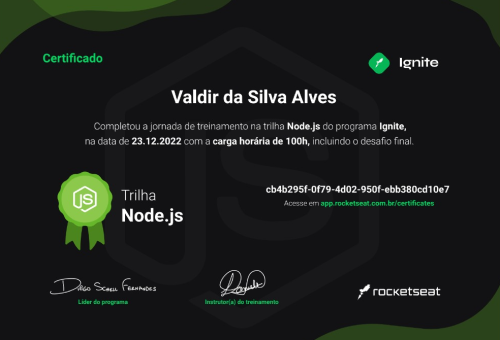 Certificado
Ignite
Valdir da Silva Alves
Completou a jornada de treinamento na trilha Node.js do programa Ignite,
na data de 23.12.2022 com a carga horária de 100h, incluindo o desafio final.
JS
Trilha
Node.js
cb4b295f-0f79-4d02-950f-ebb380cd10e7
Acesse em app.rocketseat.com.br/certificates
Fernandes
Líder do programa
Instrutor(a) do treinamento
rocketseat